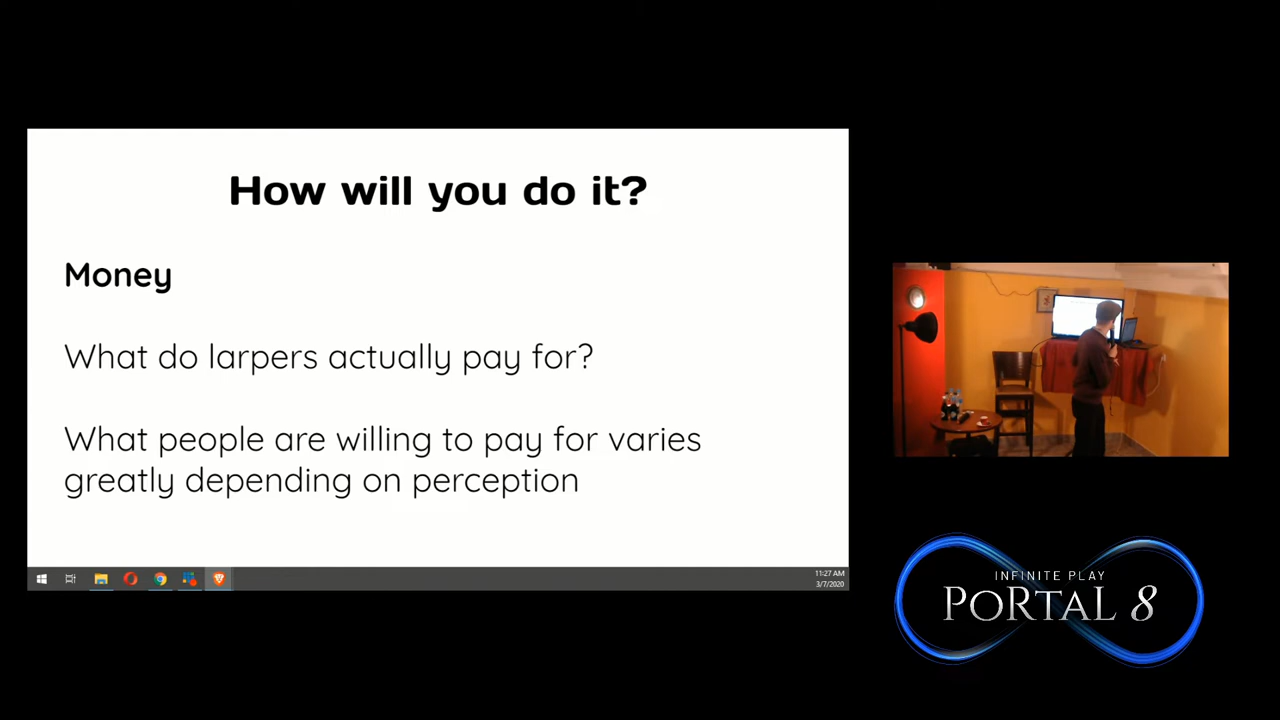 How will you do it?
Money
What do larpers actually pay for?
What people are willing to pay for varies
greatly depending on perception
11:27 AM
3/7/2020
INFINITE PLAY
PORTAL 8